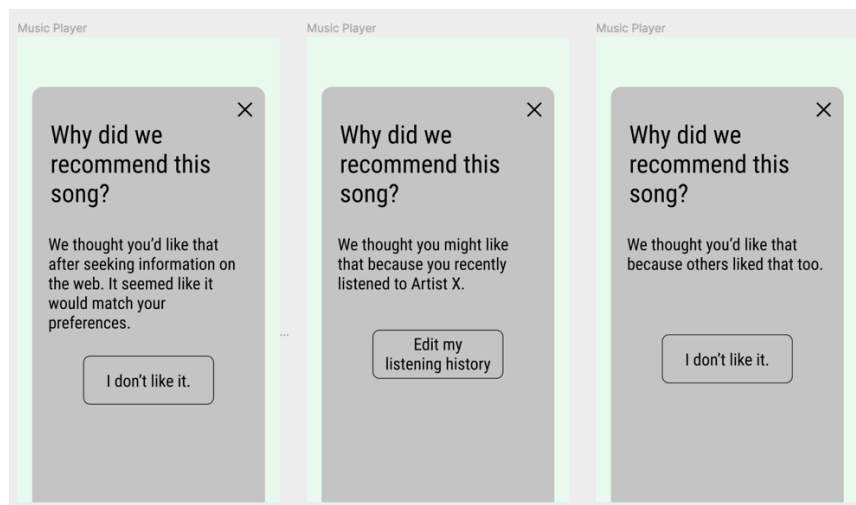 Music Player
Why did we
recommend this
song?
We thought you'd like that
after seeking information on
the web. It seemed like it
would match your
preferences.
I don't like it.
...
Music Player
Why did we
recommend this
song?
We thought you might like
that because you recently
listened to Artist X.
Edit my
listening history
Music Player
Why did we
recommend this
song?
We thought you'd like that
because others liked that too.
I don't like it.